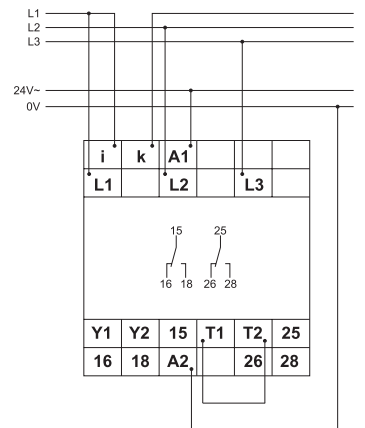 L1
L2
L3
24V~
0V
i k A1
L1 L2 L3
15 25
16 18 26 28
Y1 Y2 15 T1 T2 25
16 18 A2 26 28